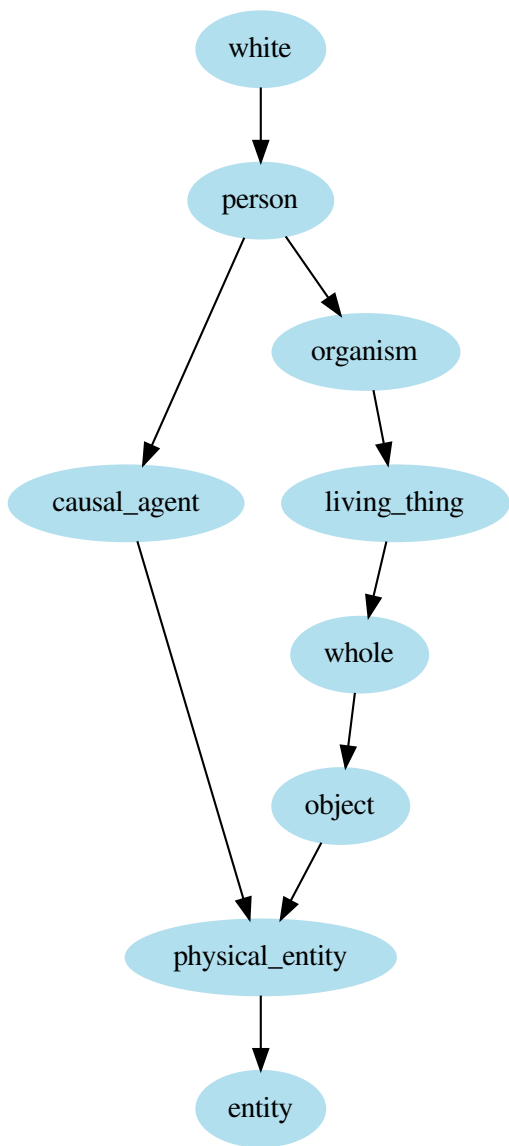 white
person
organism
causal_agent
living_thing
whole
object
physical_entity
entity